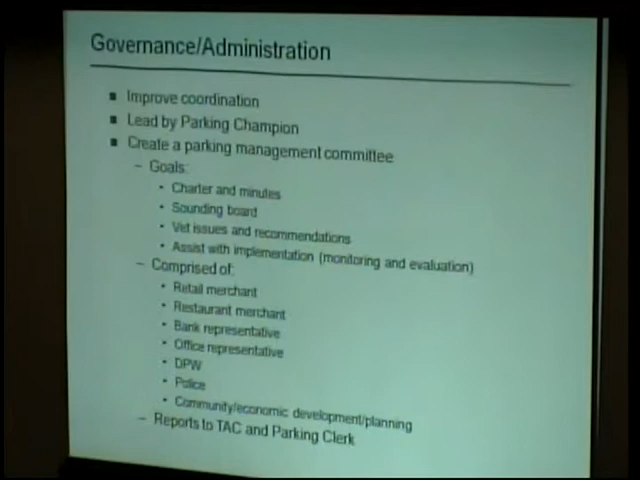 Governance/Administration
■ Improve coordination
■ Lead by Parking Champion
■ Create a parking management committee
– Goals:
• Charter and minutes
• Sounding board
• Vet issues and recommendations
• Assist with implementation (monitoring and evaluation)
– Comprised of:
• Retail merchant
• Restaurant merchant
• Bank representative
• Office representative
• DPW
• Police
• Community/economic development/planning
– Reports to TAC and Parking Clerk